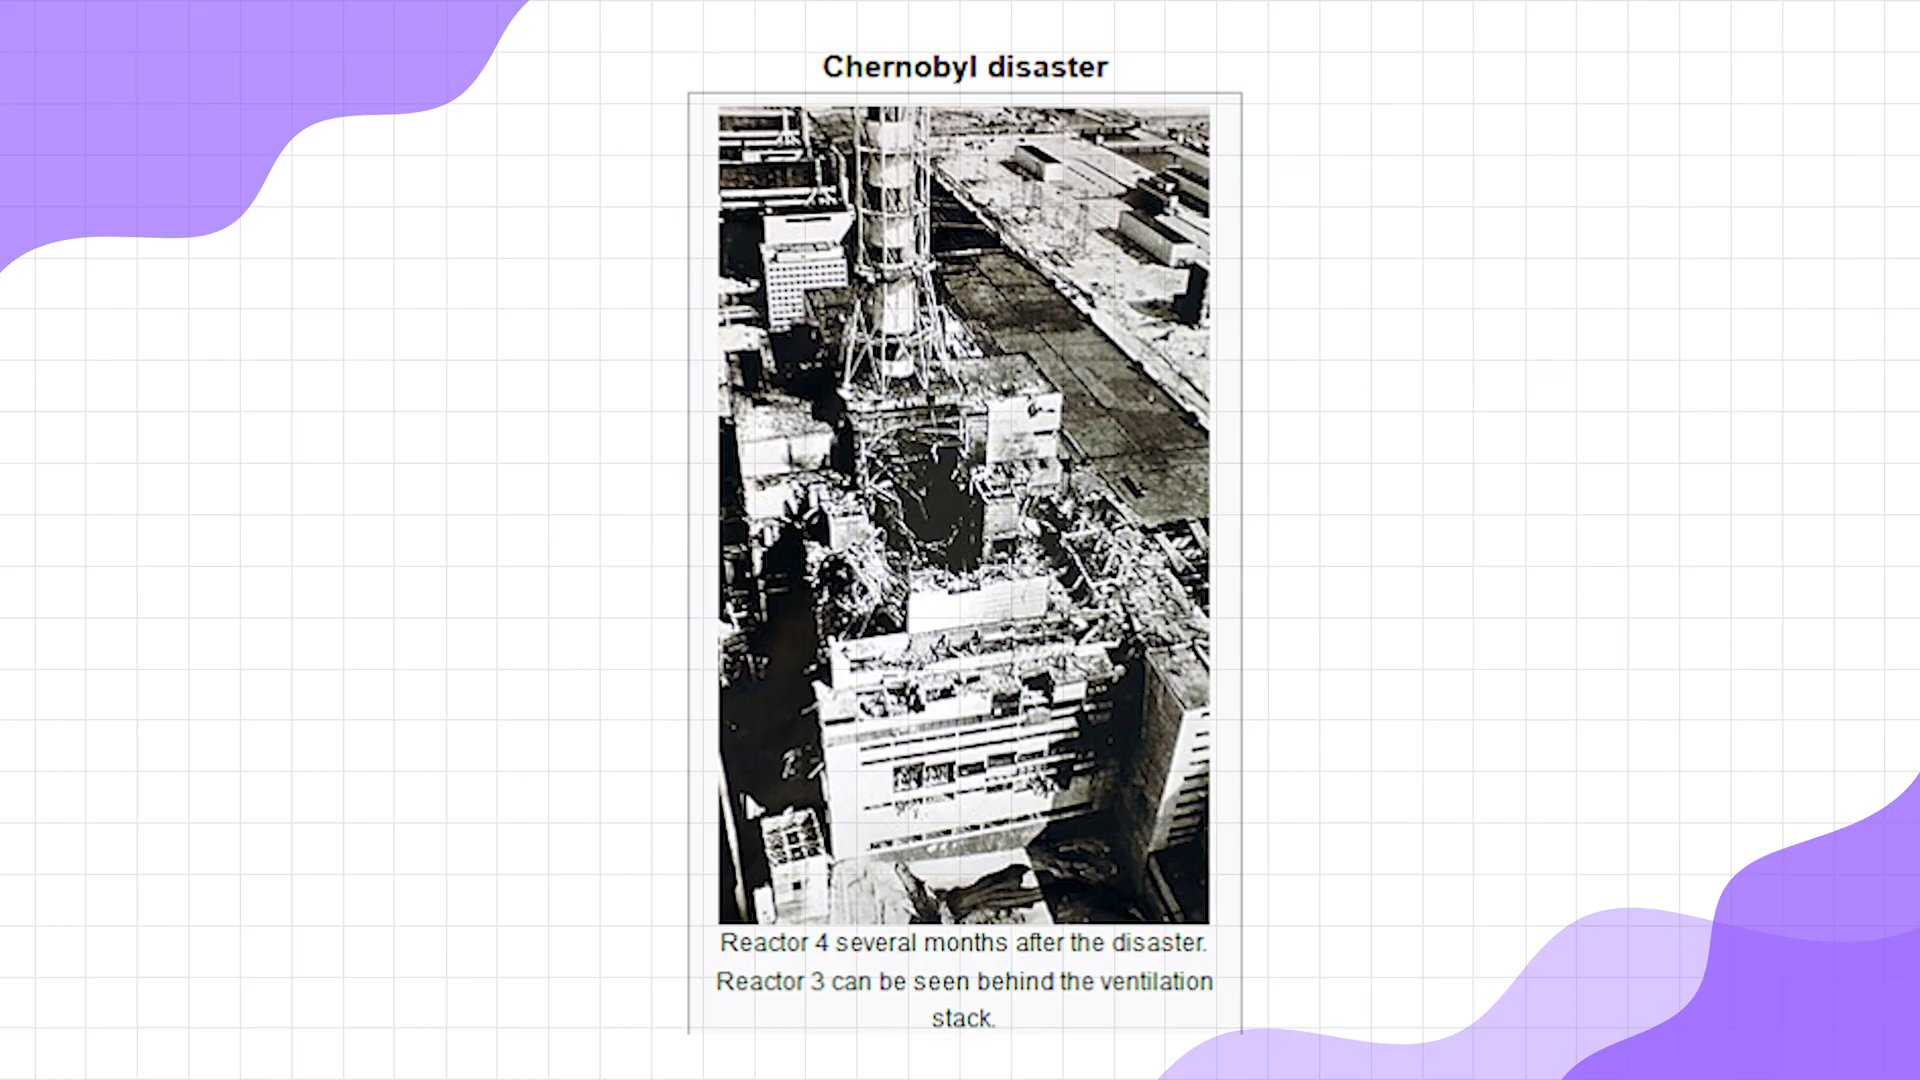 Chernobyl disaster
Reactor 4 several months after the disaster.
Reactor 3 can be seen behind the ventilation
stack.